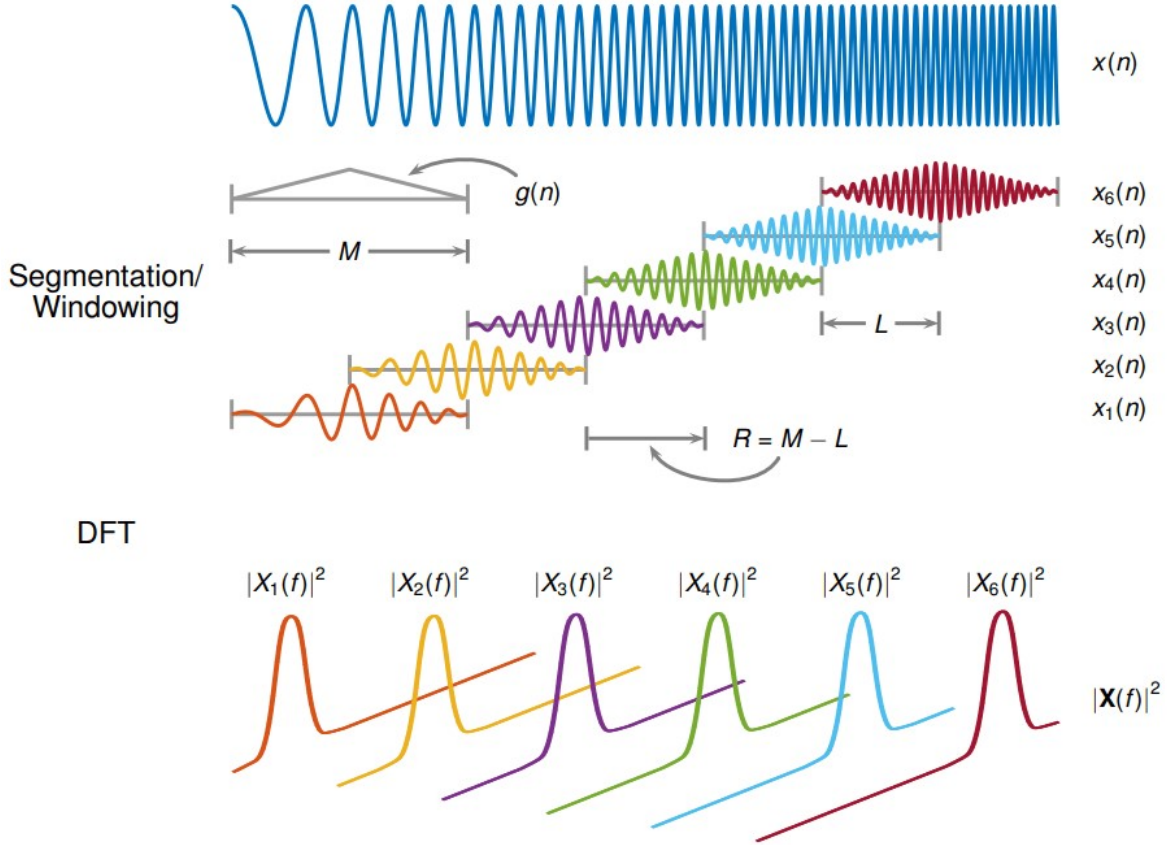 x(n)
g(n)
x₆(n)
x₅(n)
M
Segmentation/
Windowing
x₄(n)
x₃(n)
L
x₂(n)
x₁(n)
R = M − L
DFT
|X₁(f)|² |X₂(f)|² |X₃(f)|² |X₄(f)|² |X₅(f)|² |X₆(f)|²
|X(f)|²